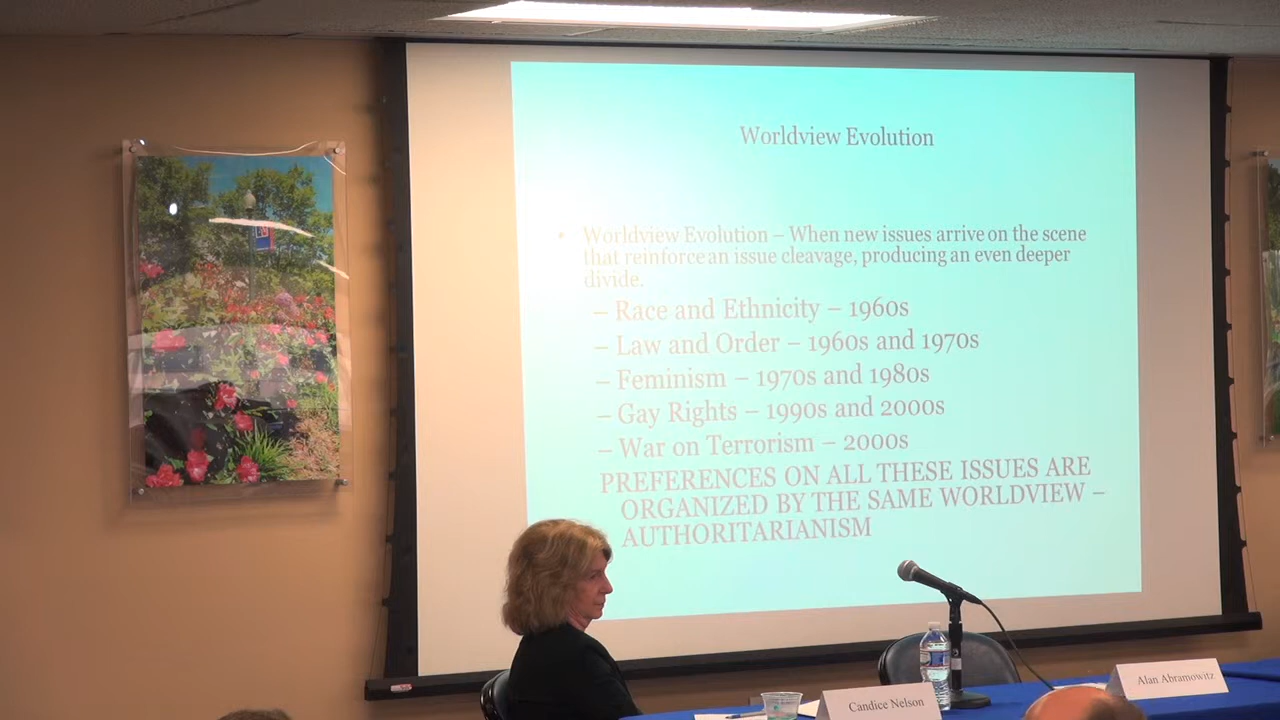 Worldview Evolution
• Worldview Evolution – When new issues arrive on the scene
that reinforce an issue cleavage, producing an even deeper
divide.
– Race and Ethnicity – 1960s
– Law and Order – 1960s and 1970s
– Feminism – 1970s and 1980s
– Gay Rights – 1990s and 2000s
– War on Terrorism – 2000s
PREFERENCES ON ALL THESE ISSUES ARE
ORGANIZED BY THE SAME WORLDVIEW –
AUTHORITARIANISM
Candice Nelson
Alan Abramowitz